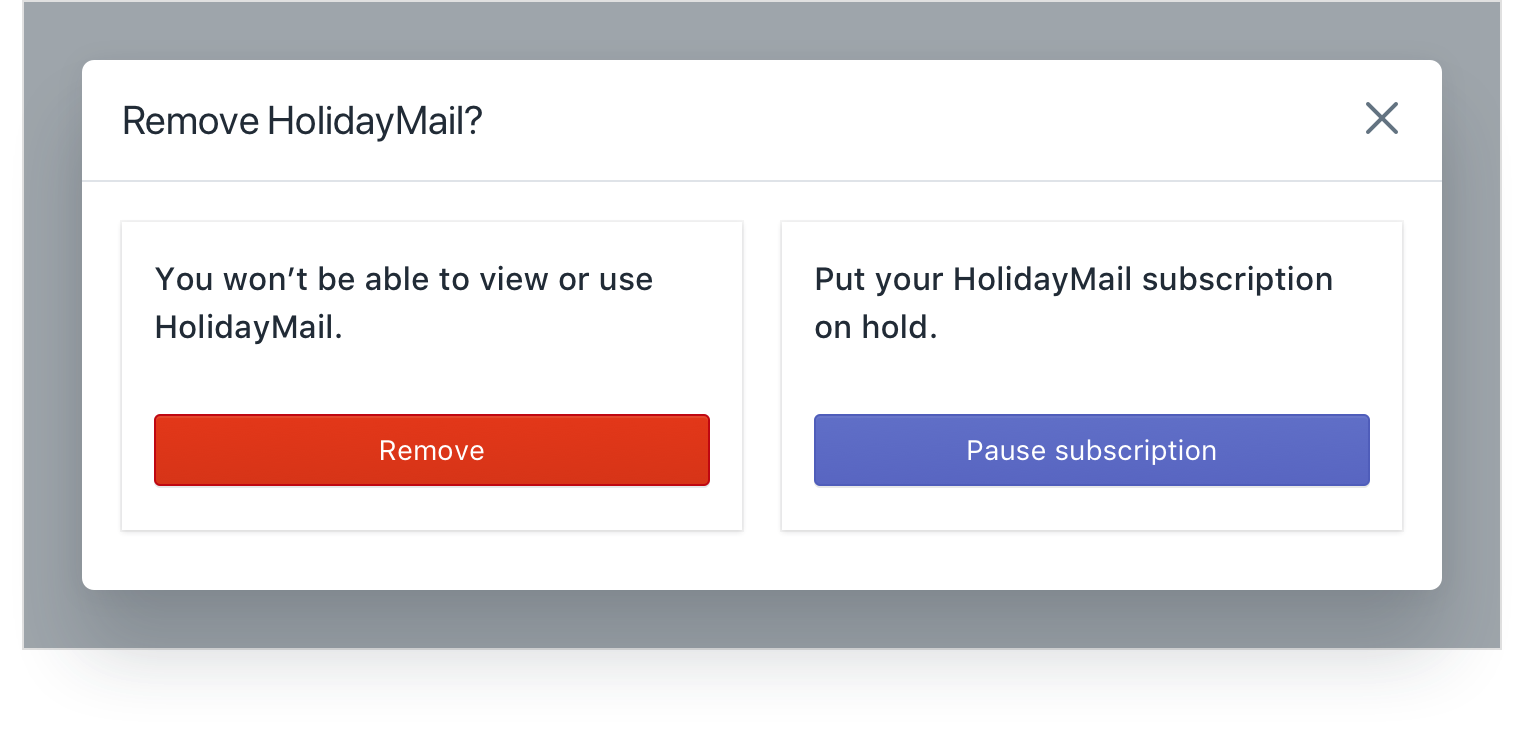 Remove HolidayMail?
You won’t be able to view or use
HolidayMail.
Remove
Put your HolidayMail subscription
on hold.
Pause subscription